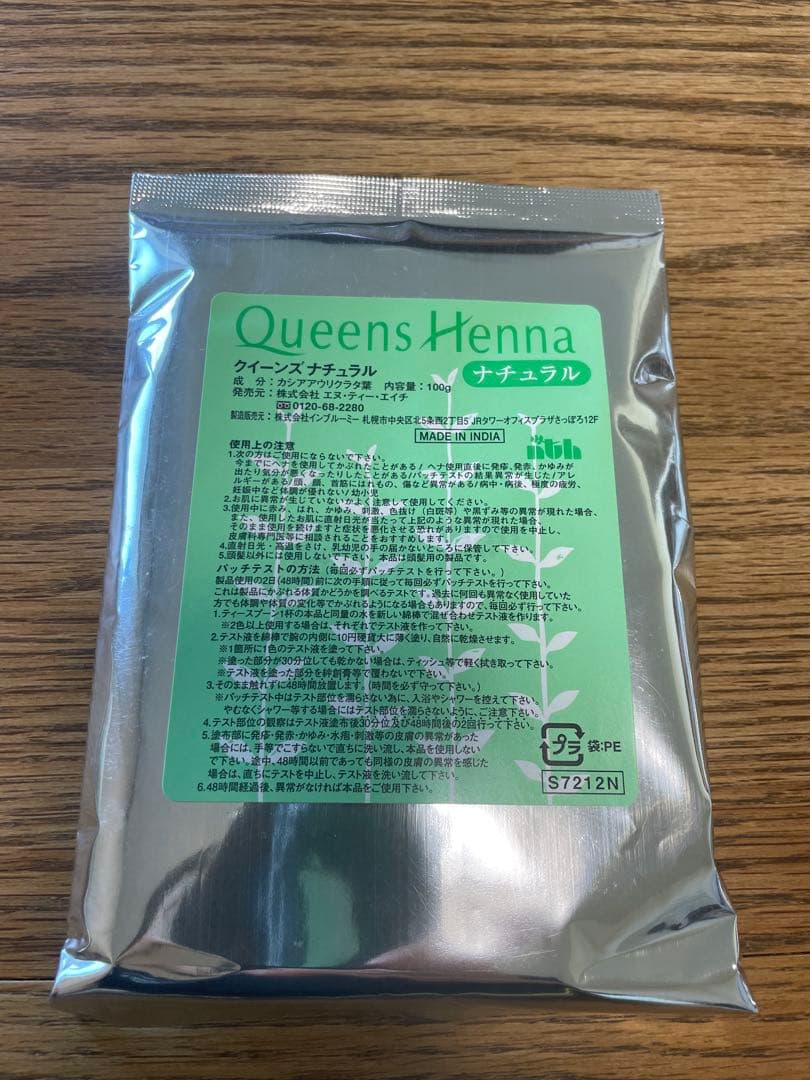 Queens Henna
クイーンズ ナチュラル
ナチュラル
成 分：カシアアウリクラタ葉 内容量：100g
発売元：株式会社 エヌ・ティー・エイチ
0120-68-2280
製造販売元： 株式会社インブルーミー 札幌市中央区北5条西2丁目5 JRタワーオフィスプラザさっぽろ12F
MADE IN INDIA
nth
使用上の注意
1.次の方はご使用にならないで下さい。
今までにヘナを使用してかぶれたことがある/ ヘナ使用直後に発疹、発赤、かゆみが
出たり気分が悪くなったりしたことがある/パッチテストの結果異常が生じた/アレ
ルギーがある/頭、顔、首筋にはれもの、傷など異常がある/病中・病後、極度の疲労、
妊娠中など体調が優れない/幼小児
2.お肌に異常が生じていないかよく注意して使用してください。
3.使用中に赤み、はれ、かゆみ、刺激、色抜け（白斑等）や黒ずみ等の異常が現れた場合、
また、使用したお肌に直射日光が当たって上記のような異常が現れた場合、
そのまま使用を続けますと症状を悪化させる恐れがありますので使用を中止し、
皮膚科専門医等に相談されることをおすすめします。
4.直射日光・高温をさけ、乳幼児の手の届かないところに保管して下さい。
5.頭髪以外には使用しないで下さい。本品は頭髪用の製品です。
パッチテストの方法（毎回必ずパッチテストを行って下さい。）
製品使用の2日(48時間)前に次の手順に従って毎回必ずパッチテストを行って下さい。
これは製品にかぶれる体質かどうかを調べるテストです。過去に何回も異常なく使用していた
方でも体調や体質の変化等でかぶれるようになる場合もありますので、毎回必ず行って下さい。
1.ティースプーン1杯の本品と同量の水を新しい綿棒で混ぜ合わせテスト液を作ります。
※2色以上使用する場合は、それぞれでテスト液を作って下さい。
2.テスト液を綿棒で腕の内側に10円硬貨大に薄く塗り、自然に乾燥させます。
※1箇所に1色のテスト液を塗って下さい。
※塗った部分が30分位しても乾かない場合は、ティッシュ等で軽く拭き取って下さい。
※テスト液を塗った部分を絆創膏等で覆わないで下さい。
3.そのまま触れずに48時間放置します。（時間を必ず守って下さい。）
※パッチテスト中はテスト部位を濡らさない為に、入浴やシャワーを控えて下さい。
やむなくシャワー等する場合にはテスト部位を濡らさないように、ご注意下さい。
4.テスト部位の観察はテスト液塗布後30分位及び48時間後の2回行って下さい。
5.塗布部に発疹・発赤・かゆみ・水疱・刺激等の皮膚の異常があった
場合には、手等でこすらないで直ちに洗い流し、本品を使用しない
で下さい。途中、48時間以前であっても同様の皮膚の異常を感じた
場合は、直ちにテストを中止し、テスト液を洗い流して下さい。
6.48時間経過後、異常がなければ本品をご使用下さい。
プラ 袋:PE
S7212N